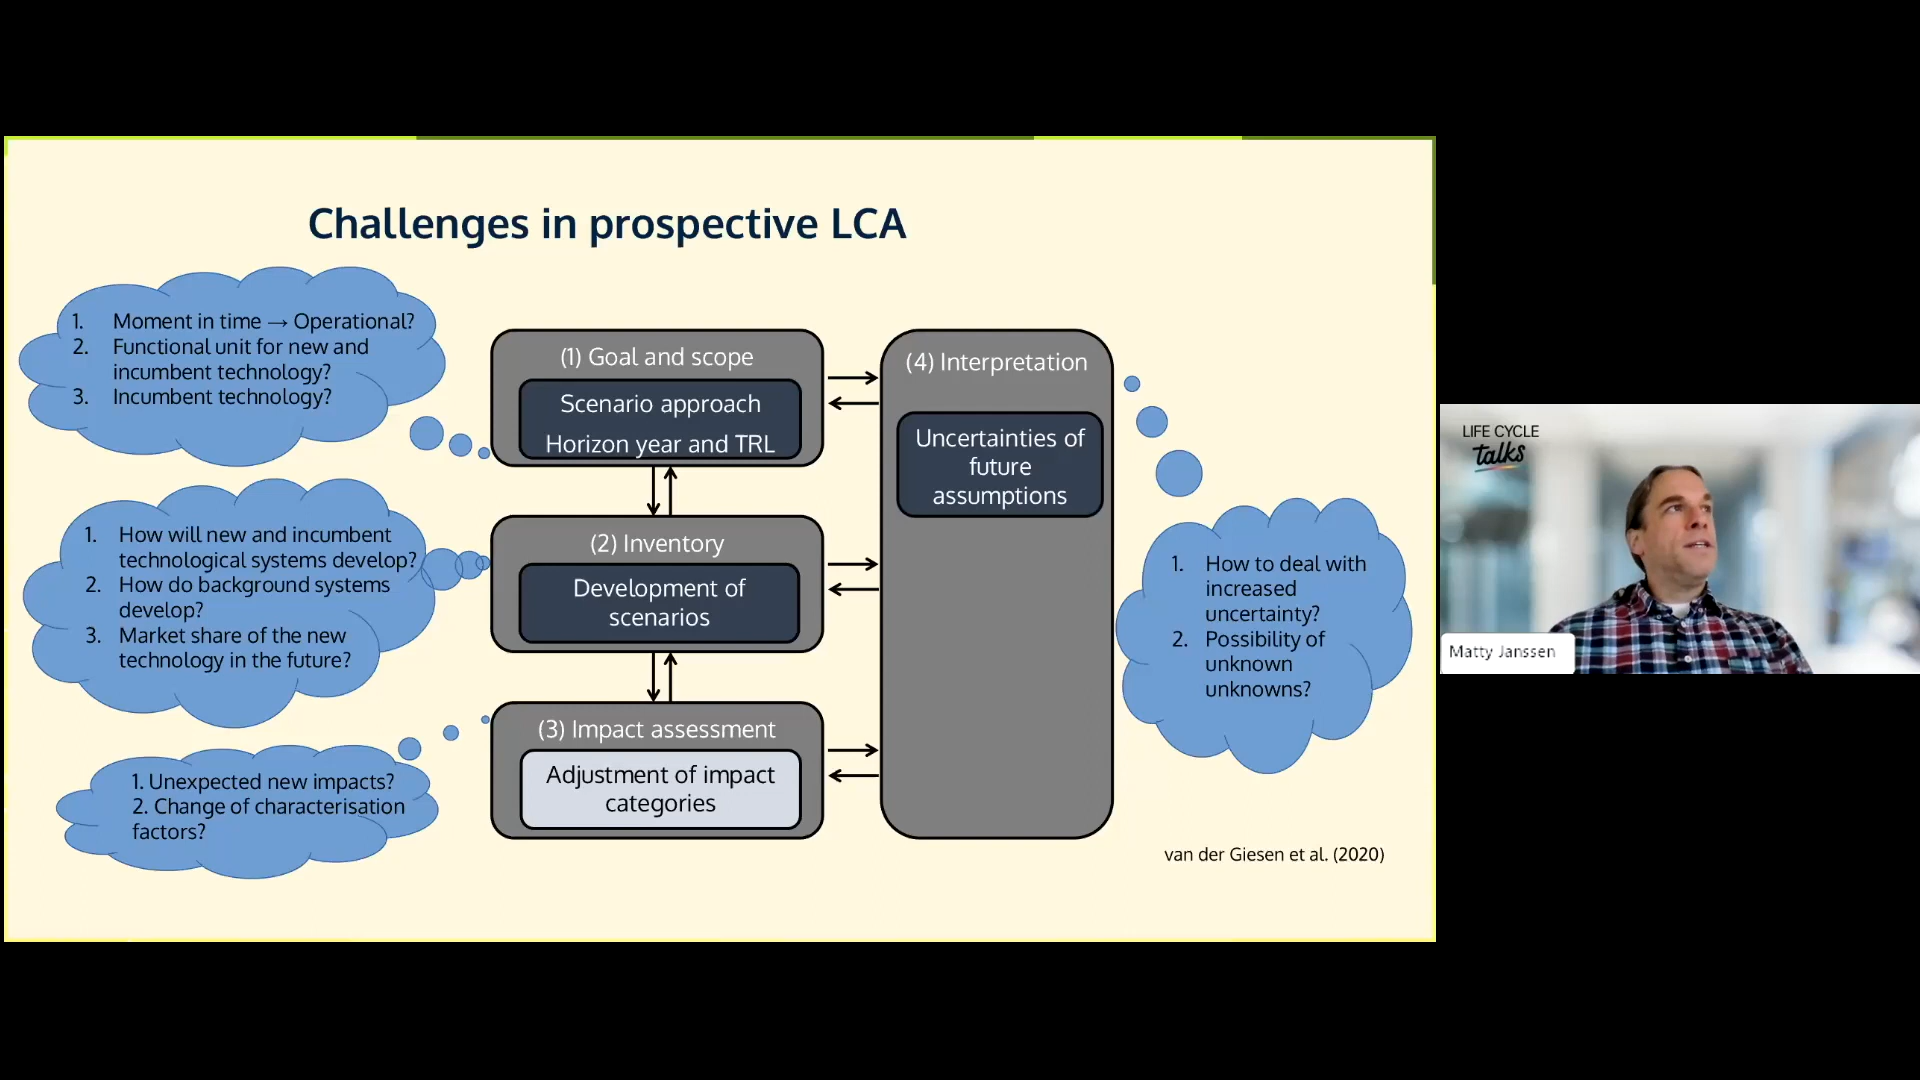 Challenges in prospective LCA
1. Moment in time → Operational?
2. Functional unit for new and
incumbent technology?
3. Incumbent technology?
1. How will new and incumbent
technological systems develop?
2. How do background systems
develop?
3. Market share of the new
technology in the future?
1. Unexpected new impacts?
2. Change of characterisation
factors?
(1) Goal and scope
Scenario approach
Horizon year and TRL
(2) Inventory
Development of
scenarios
(3) Impact assessment
Adjustment of impact
categories
(4) Interpretation
Uncertainties of
future
assumptions
1. How to deal with
increased
uncertainty?
2. Possibility of
unknown
unknowns?
van der Giesen et al. (2020)
LIFE CYCLE
talks
Matty Janssen